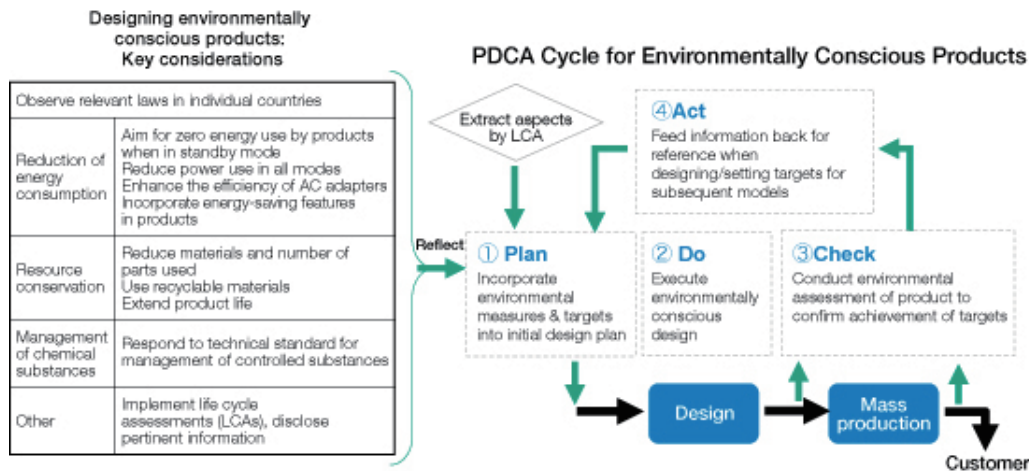 Designing environmentally
conscious products:
Key considerations
Observe relevant laws in individual countries
Reduction of
energy
consumption
Aim for zero energy use by products
when in standby mode
Reduce power use in all modes
Enhance the efficiency of AC adapters
Incorporate energy-saving features
in products
Resource
conservation
Reduce materials and number of
parts used
Use recyclable materials
Extend product life
Management
of chemical
substances
Respond to technical standard for
management of controlled substances
Other
Implement life cycle
assessments (LCAs), disclose
pertinent information
Reflect
PDCA Cycle for Environmentally Conscious Products
Extract aspects
by LCA
④Act
Feed information back for
reference when
designing/setting targets for
subsequent models
① Plan
Incorporate
environmental
measures & targets
into initial design plan
② Do
Execute
environmentally
conscious
design
③Check
Conduct environmental
assessment of product to
confirm achievement of targets
Design
Mass
production
Customer